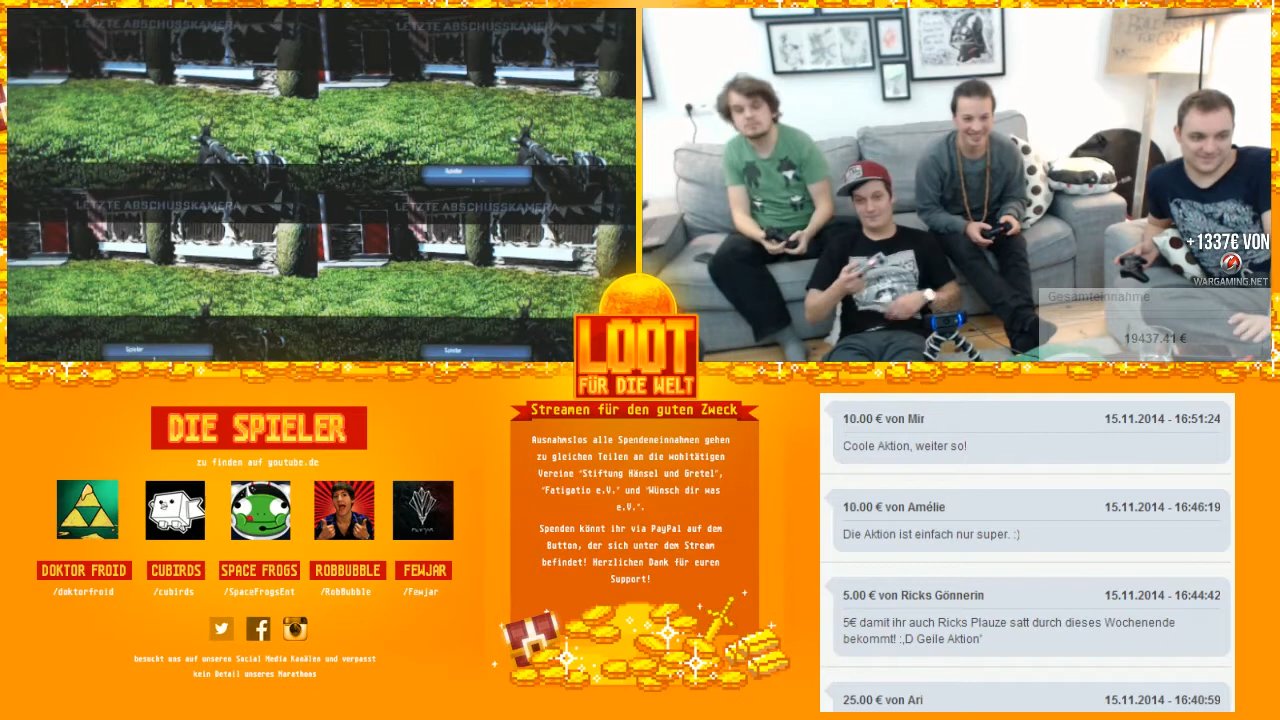 LETZTE ABSCHUSSKAMERA
LETZTE ABSCHUSSKAMERA
Spieler
LETZTE ABSCHUSSKAMERA
LETZTE ABSCHUSSKAMERA
Spieler
Spieler
+1337€ VON
WARGAMING.NET
Gesamteinnahme
19437.41 €
LOOT
FÜR DIE WELT
Streamen für den guten Zweck
Ausnahmslos alle Spendeneinnahmen gehen
zu gleichen Teilen an die wohltätigen
Vereine "Stiftung Hänsel und Gretel",
"Fatigatio e.V." und "Wünsch dir was
e.V.".
Spenden könnt ihr via PayPal auf dem
Button, der sich unter dem Stream
befindet! Herzlichen Dank für euren
Support!
DIE SPIELER
zu finden auf youtube.de
FEWJAR
DOKTOR FROID
CUBIRDS
SPACE FROGS
ROBBUBBLE
FEWJAR
/doktorfroid
/cubirds
/SpaceFrogsEnt
/RobBubble
/Fewjar
besucht uns auf unseren Social Media Kanälen und verpasst
kein Detail unseres Marathons
10.00 € von Mir
15.11.2014 - 16:51:24
Coole Aktion, weiter so!
10.00 € von Amélie
15.11.2014 - 16:46:19
Die Aktion ist einfach nur super. :)
5.00 € von Ricks Gönnerin
15.11.2014 - 16:44:42
5€ damit ihr auch Ricks Plauze satt durch dieses Wochenende
bekommt! :,D Geile Aktion"
25.00 € von Ari
15.11.2014 - 16:40:59